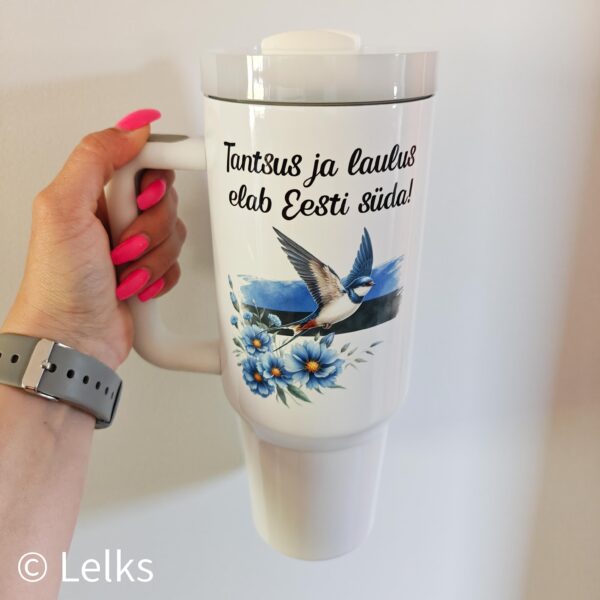 Tantsus ja laulus
elab Eesti süda!
© Lelks